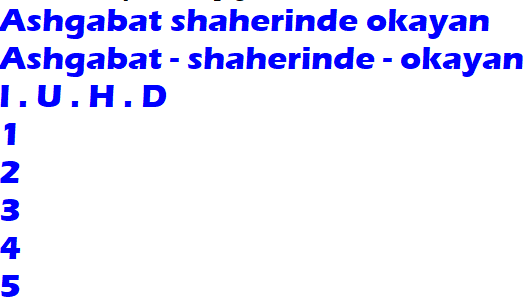 Ashgabat shaherinde okayan
Ashgabat - shaherinde - okayan
I . U . H . D
1
2
3
4
5